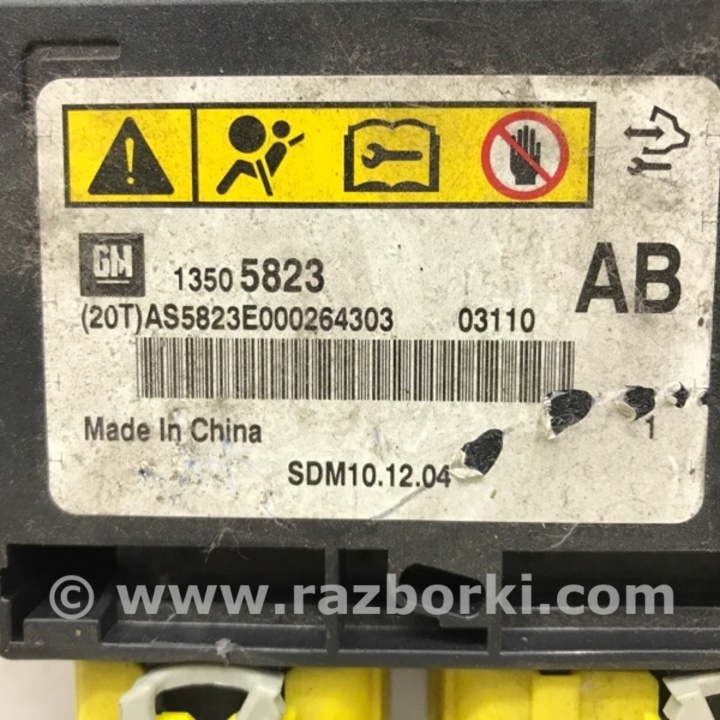 GM
1350 5823
AB
(20T)AS5823E000264303 03110
Made In China
1
SDM10.12.04
© www.razborki.com